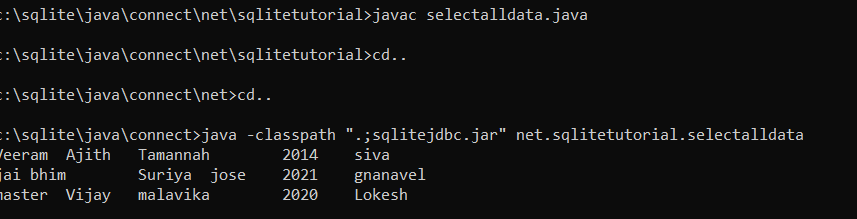 c:\sqlite\java\connect\net\sqlitetutorial>javac selectalldata.java
c:\sqlite\java\connect\net\sqlitetutorial>cd..
c:\sqlite\java\connect\net>cd..
c:\sqlite\java\connect>java -classpath ".;sqlitejdbc.jar" net.sqlitetutorial.selectalldata
Veeram  Ajith   Tamannah        2014    siva
jai bhim        Suriya  jose    2021    gnanavel
master  Vijay   malavika        2020    Lokesh